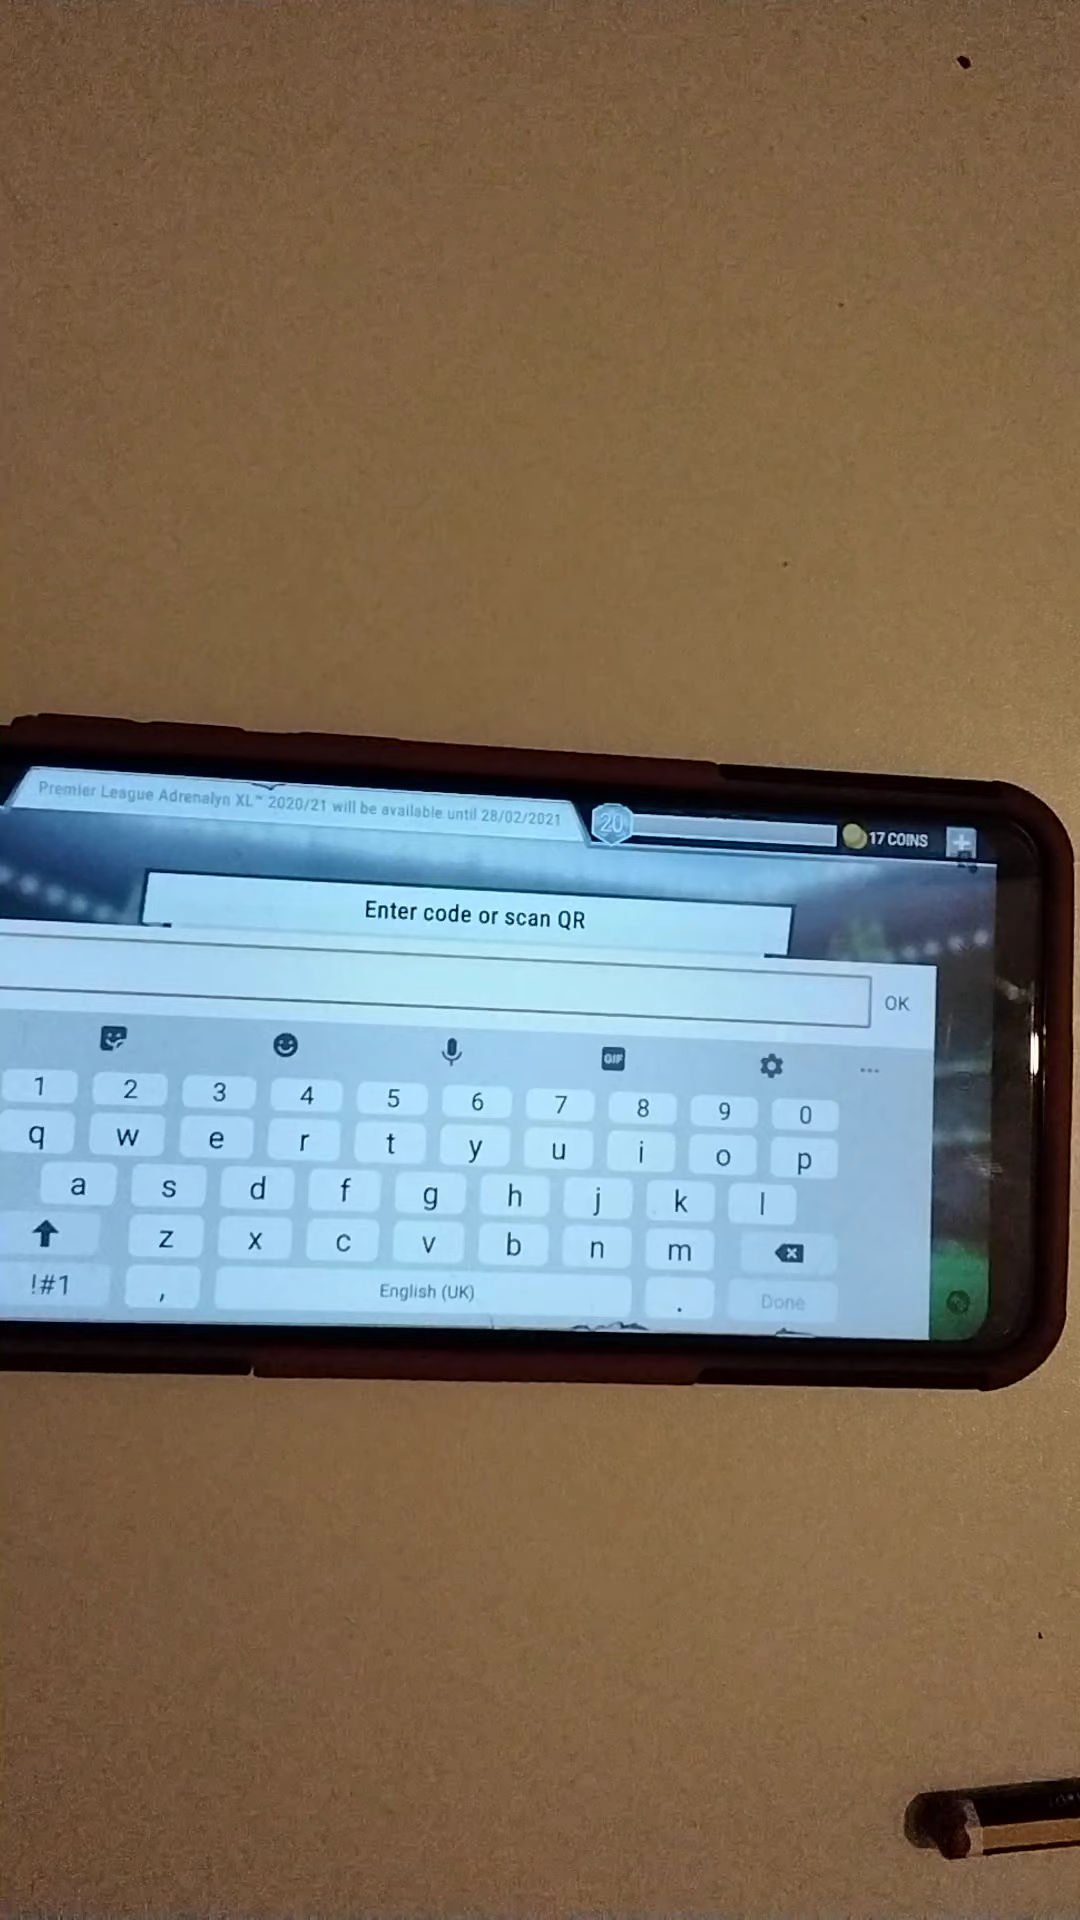 Premier League Adrenalyn XL™ 2020/21 will be available until 28/02/2021
20
17 COINS
Enter code or scan QR
OK
GIF
1 2 3 4 5 6 7 8 9 0
q w e r t y u i o p
a s d f g h j k l
z x c v b n m
!#1 , English (UK) . Done